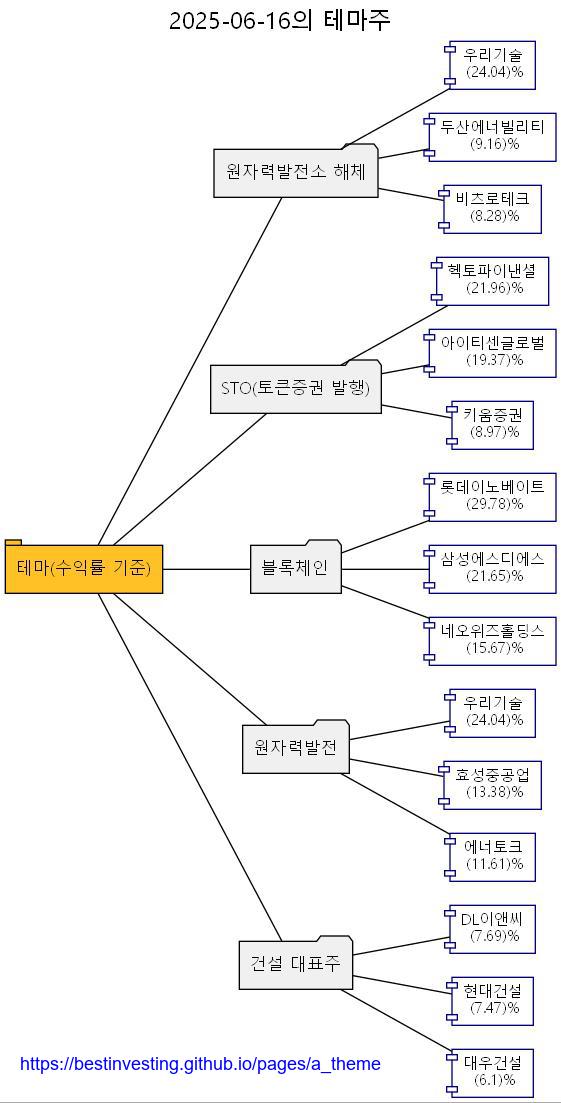 2025-06-16의 테마주
테마(수익률 기준)
원자력발전소 해체
우리기술
(24.04)%
두산에너빌리티
(9.16)%
비츠로테크
(8.28)%
STO(토큰증권 발행)
헥토파이낸셜
(21.96)%
아이티센글로벌
(19.37)%
키움증권
(8.97)%
블록체인
롯데이노베이트
(29.78)%
삼성에스디에스
(21.65)%
네오위즈홀딩스
(15.67)%
원자력발전
우리기술
(24.04)%
효성중공업
(13.38)%
에너토크
(11.61)%
건설 대표주
DL이앤씨
(7.69)%
현대건설
(7.47)%
대우건설
(6.1)%
https://bestinvesting.github.io/pages/a_theme